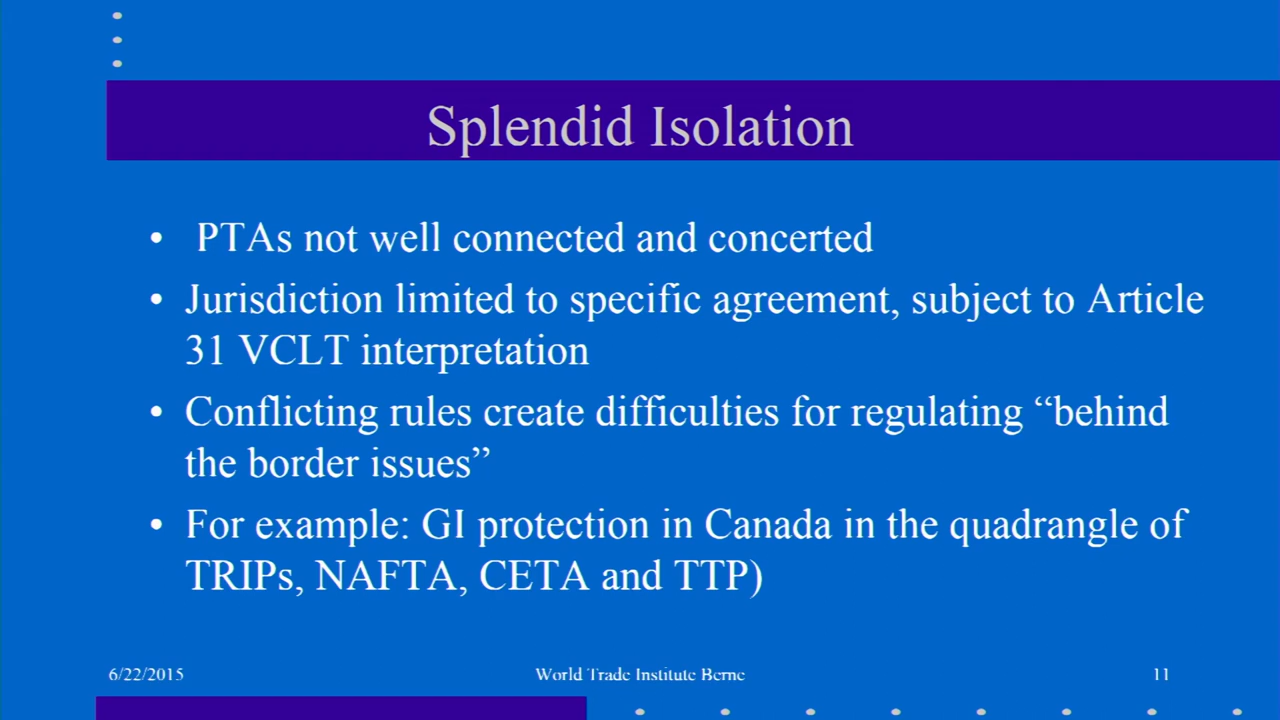 Splendid Isolation
• PTAs not well connected and concerted
• Jurisdiction limited to specific agreement, subject to Article
31 VCLT interpretation
• Conflicting rules create difficulties for regulating “behind
the border issues”
• For example: GI protection in Canada in the quadrangle of
TRIPs, NAFTA, CETA and TTP)
6/22/2015 World Trade Institute Berne 11